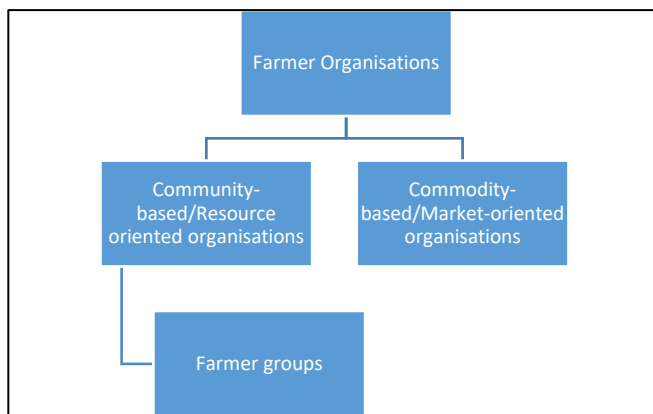 Farmer Organisations
Community-
based/Resource
oriented organisations
Commodity-
based/Market-oriented
organisations
Farmer groups